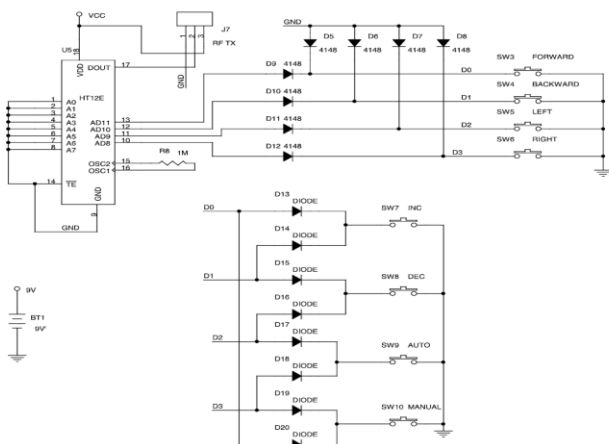 VCC
J7
RF TX
1 2 3
GND
U5
18
VDD
DOUT 17
HT12E
1 A0
2 A1
3 A2
4 A3
5 A4
6 A5
7 A6
8 A7
AD11 13
AD10 12
AD9 11
AD8 10
OSC2 15
OSC1 16
R8 1M
14 TE
GND
9
GND
GND
D5 D6 D7 D8
4148 4148 4148 4148
D9 4148
D10 4148
D11 4148
D12 4148
D0
D1
D2
D3
SW3 FORWARD
SW4 BACKWARD
SW5 LEFT
SW6 RIGHT
9V
BT1
9V'
D0
D1
D2
D3
D13
DIODE
D14
DIODE
D15
DIODE
D16
DIODE
D17
DIODE
D18
DIODE
D19
DIODE
D20
DIODE
SW7 INC
SW8 DEC
SW9 AUTO
SW10 MANUAL